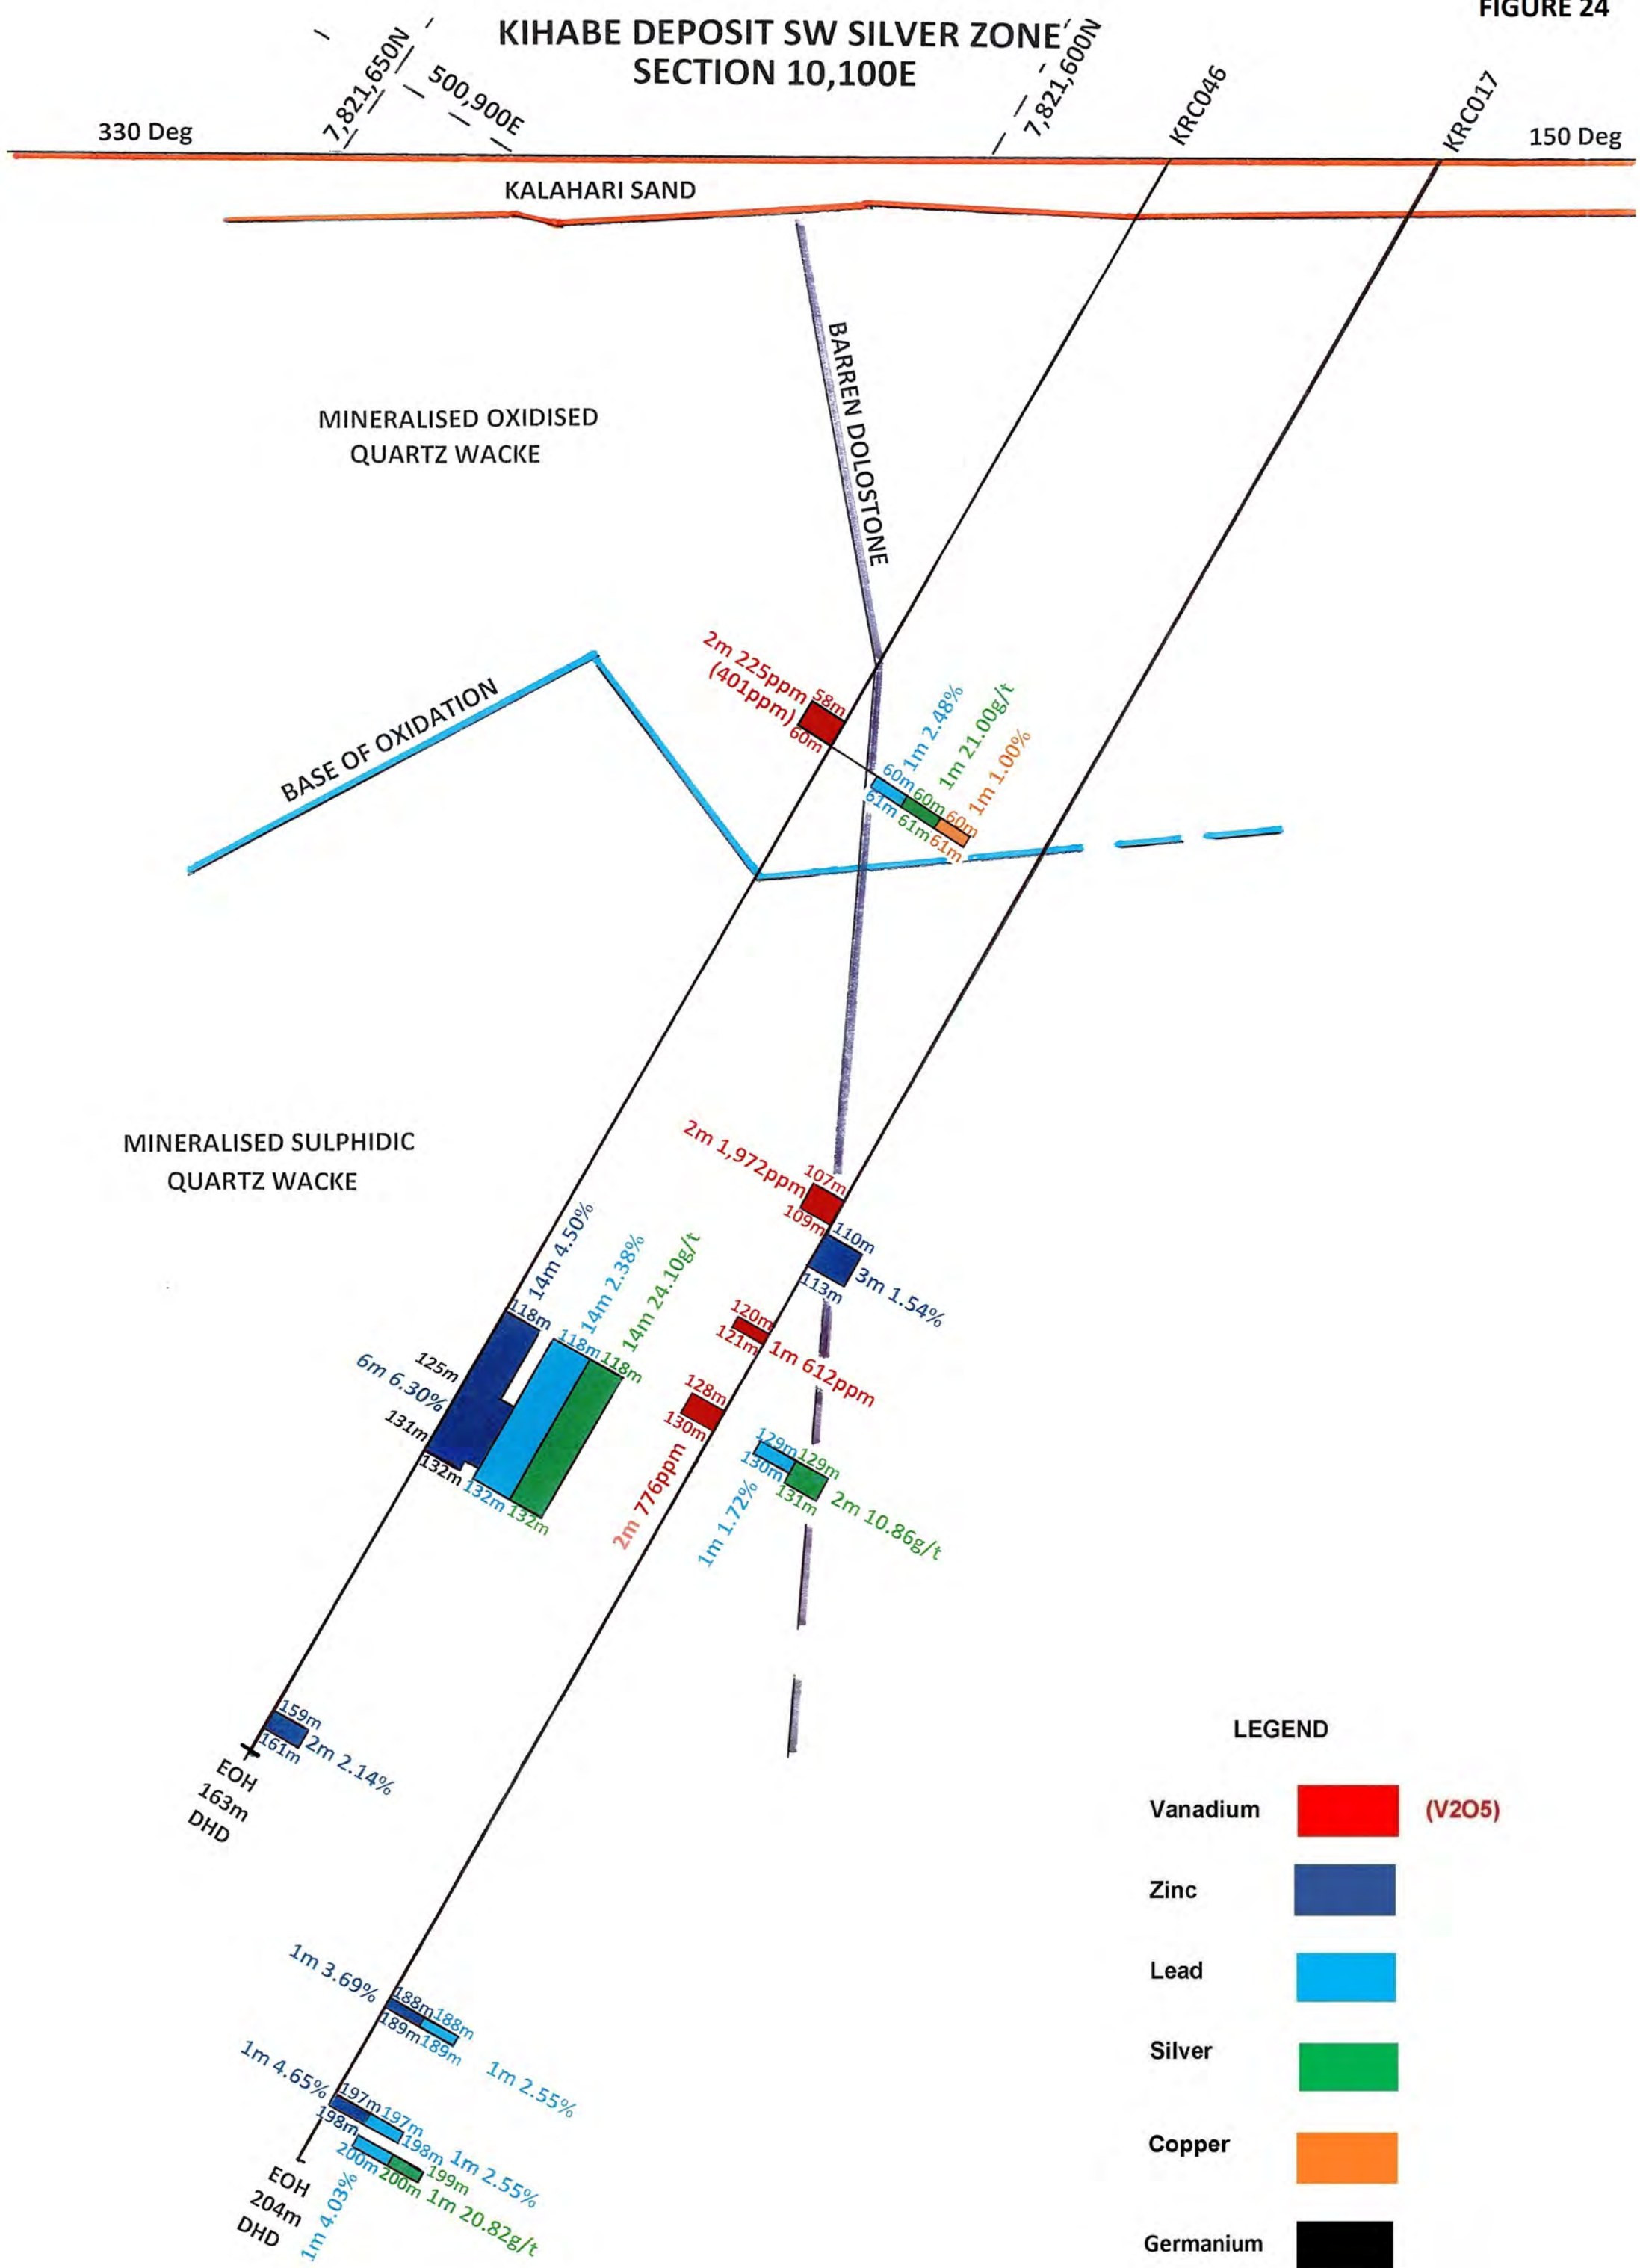 FIGURE 24
KIHABE DEPOSIT SW SILVER ZONE
SECTION 10,100E
7,821,650N
500,900E
7,821,600N
KRC046
KRC017
330 Deg
150 Deg
KALAHARI SAND
BARREN DOLOSTONE
MINERALISED OXIDISED
QUARTZ WACKE
2m 225ppm
(401ppm)
58m
60m
1m 2.48%
1m 21.00g/t
1m 1.00%
60m
60m
60m
61m
61m
61m
BASE OF OXIDATION
MINERALISED SULPHIDIC
QUARTZ WACKE
2m 1,972ppm
107m
109m
110m
113m
3m 1.54%
14m 4.50%
14m 2.38%
14m 24.10g/t
118m
118m
118m
120m
121m
1m 612ppm
125m
6m 6.30%
131m
132m
132m
132m
128m
130m
2m 776ppm
129m
129m
130m
131m
1m 1.72%
2m 10.86g/t
159m
161m
2m 2.14%
EOH
163m
DHD
1m 3.69%
188m
188m
189m
189m
1m 2.55%
1m 4.65%
197m
197m
198m
198m
1m 2.55%
199m
200m
200m
1m 20.82g/t
1m 4.03%
EOH
204m
DHD
LEGEND
Vanadium
(V2O5)
Zinc
Lead
Silver
Copper
Germanium